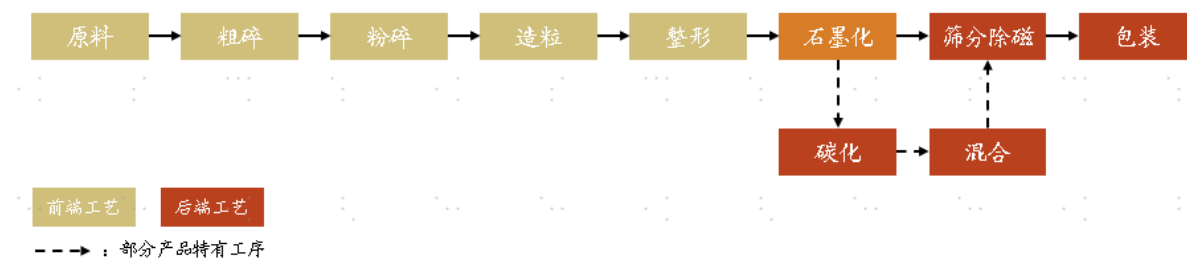 原料 粗碎 粉碎 造粒 整形 石墨化 筛分除磁 包装
碳化 混合
前端工艺 后端工艺
：部分产品特有工序